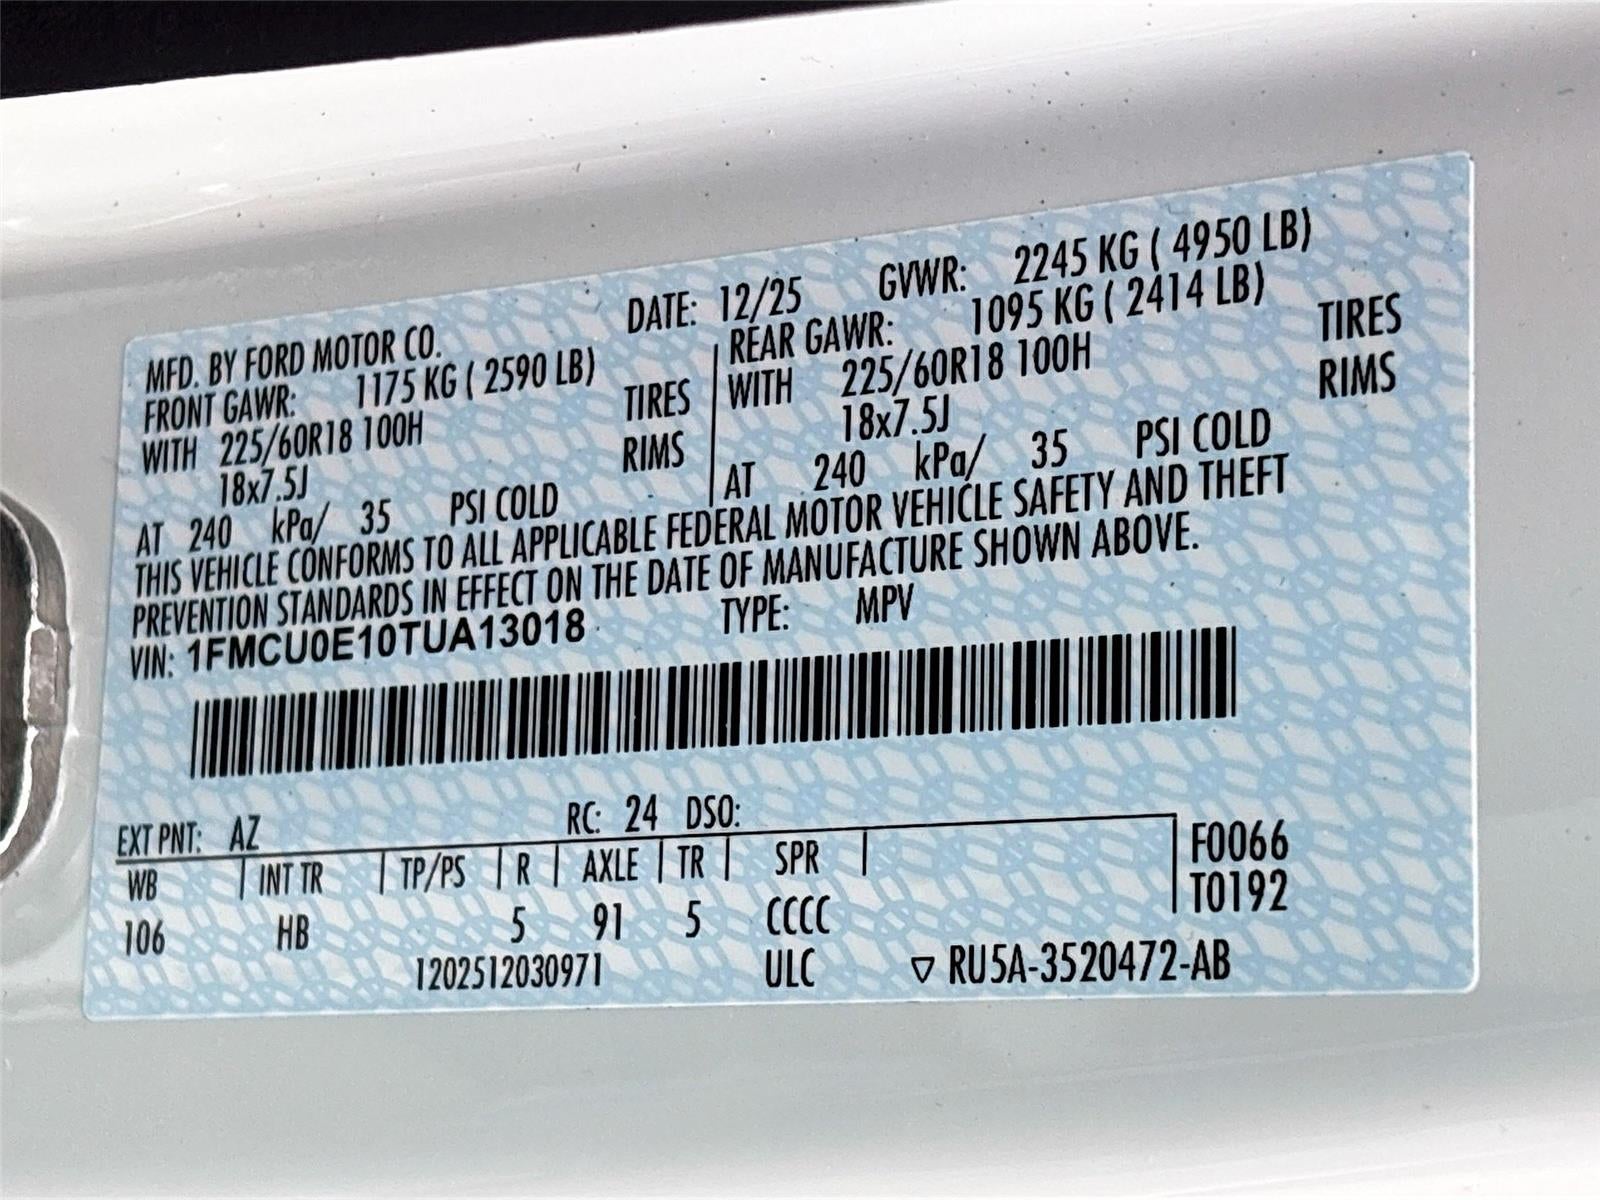 MFD. BY FORD MOTOR CO. DATE: 12/25 GVWR: 2245 KG ( 4950 LB)
FRONT GAWR: 1175 KG ( 2590 LB)
WITH 225/60R18 100H TIRES
18x7.5J RIMS
AT 240 kPa/ 35 PSI COLD
REAR GAWR: 1095 KG ( 2414 LB)
WITH 225/60R18 100H TIRES
18x7.5J RIMS
AT 240 kPa/ 35 PSI COLD
THIS VEHICLE CONFORMS TO ALL APPLICABLE FEDERAL MOTOR VEHICLE SAFETY AND THEFT
PREVENTION STANDARDS IN EFFECT ON THE DATE OF MANUFACTURE SHOWN ABOVE.
VIN: 1FMCU0E10TUA13018 TYPE: MPV
EXT PNT: AZ RC: 24 DSO:
WB INT TR TP/PS R AXLE TR SPR F0066
T0192
106 HB 5 91 5 CCCC
1202512030971 ULC ▽ RU5A-3520472-AB